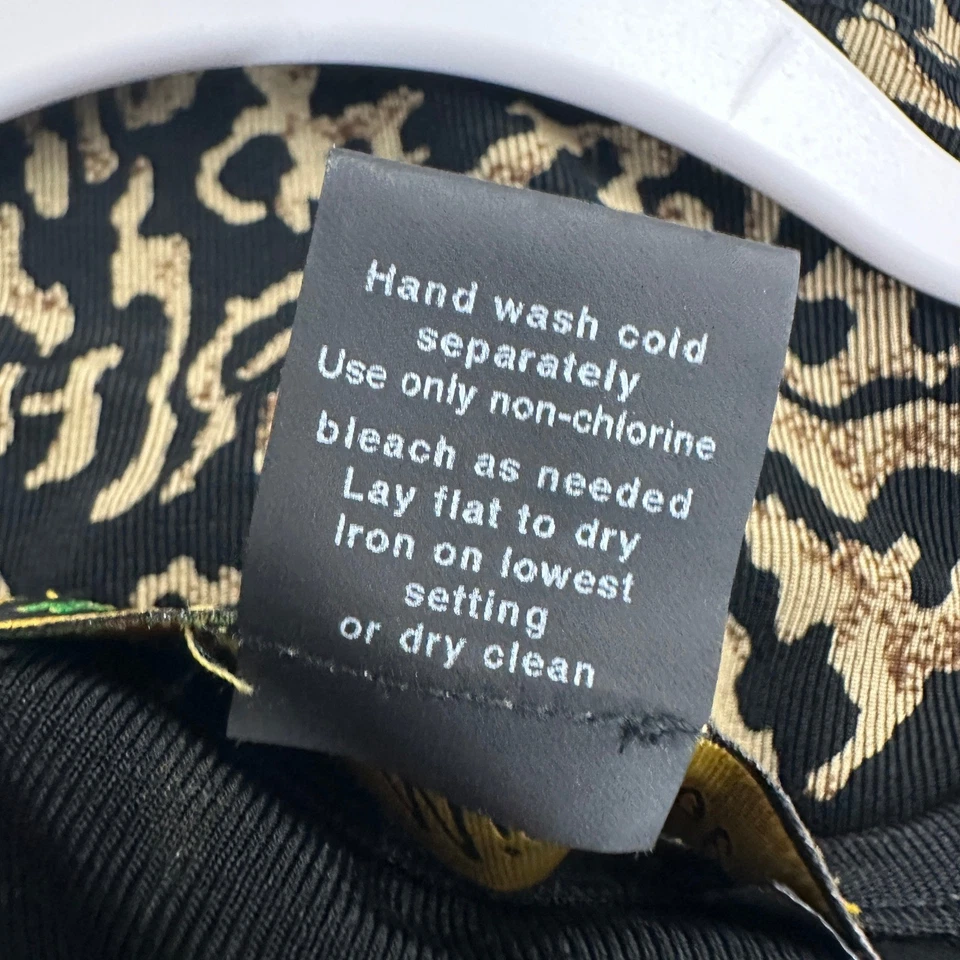 Hand wash cold
separately
Use only non-chlorine
bleach as needed
Lay flat to dry
Iron on lowest
setting
or dry clean